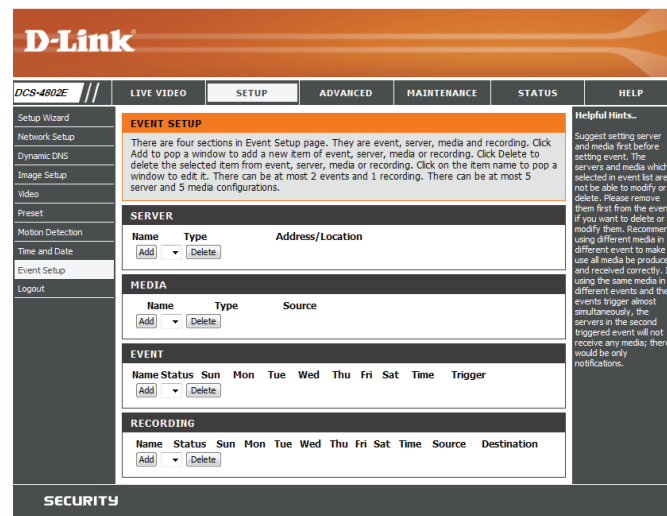 D-Link
DCS-4802E
LIVE VIDEO
SETUP
ADVANCED
MAINTENANCE
STATUS
HELP
Setup Wizard
Network Setup
Dynamic DNS
Image Setup
Video
Preset
Motion Detection
Time and Date
Event Setup
Logout
EVENT SETUP
There are four sections in Event Setup page. They are event, server, media and recording. Click
Add to pop a window to add a new item of event, server, media or recording. Click Delete to
delete the selected item from event, server, media or recording. Click on the item name to pop a
window to edit it. There can be at most 2 events and 1 recording. There can be at most 5
server and 5 media configurations.
SERVER
Name Type Address/Location
Add Delete
MEDIA
Name Type Source
Add Delete
EVENT
Name Status Sun Mon Tue Wed Thu Fri Sat Time Trigger
Add Delete
RECORDING
Name Status Sun Mon Tue Wed Thu Fri Sat Time Source Destination
Add Delete
Helpful Hints..
Suggest setting server
and media first before
setting event. The
servers and media which
selected in event list are
not be able to modify or
delete. Please remove
them first from the even
if you want to delete or
modify them. Recommen
using different media in
different event to make
use all media be produce
and received correctly. I
using the same media in
different events and the
events trigger almost
simultaneously, the
servers in the second
triggered event will not
receive any media; there
would be only
notifications.
SECURITY